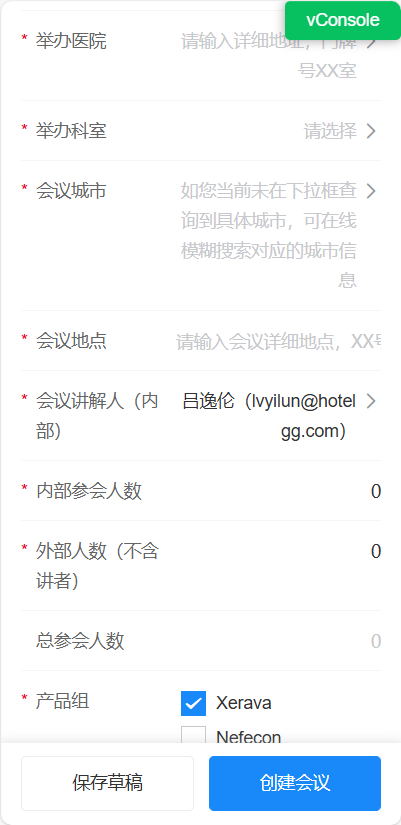 vConsole
* 举办医院
请输入详细地址，门牌
号XX室
* 举办科室
请选择
* 会议城市
如您当前未在下拉框查
询到具体城市，可在线
模糊搜索对应的城市信
息
* 会议地点
请输入会议详细地点，XX号
* 会议讲解人（内
部）
吕逸伦（lvyilun@hotel
gg.com）
* 内部参会人数
0
* 外部人数（不含
讲者）
0
总参会人数
0
* 产品组
Xerava
Nefecon
保存草稿
创建会议